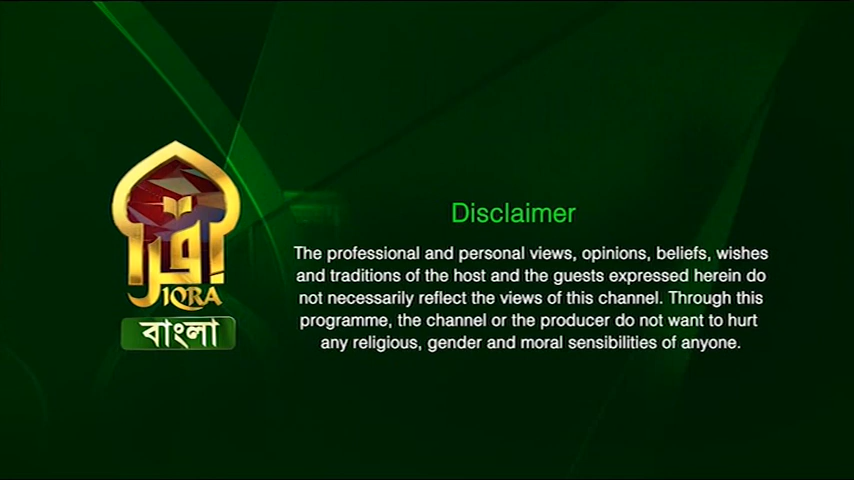 اقرأ
IQRA
বাংলা
Disclaimer
The professional and personal views, opinions, beliefs, wishes
and traditions of the host and the guests expressed herein do
not necessarily reflect the views of this channel. Through this
programme, the channel or the producer do not want to hurt
any religious, gender and moral sensibilities of anyone.